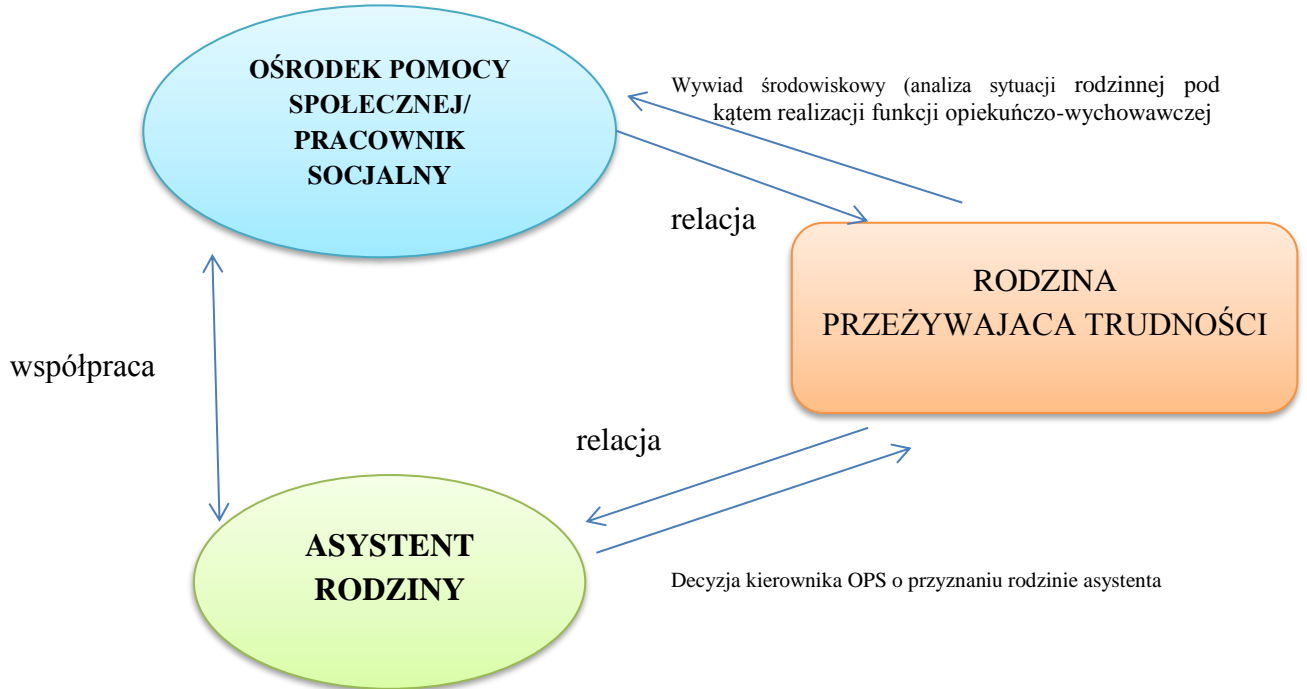 OŚRODEK POMOCY
SPOŁECZNEJ/
PRACOWNIK
SOCJALNY
Wywiad środowiskowy (analiza sytuacji rodzinnej pod
kątem realizacji funkcji opiekuńczo-wychowawczej
relacja
RODZINA
PRZEŻYWAJACA TRUDNOŚCI
współpraca
relacja
ASYSTENT
RODZINY
Decyzja kierownika OPS o przyznaniu rodzinie asystenta